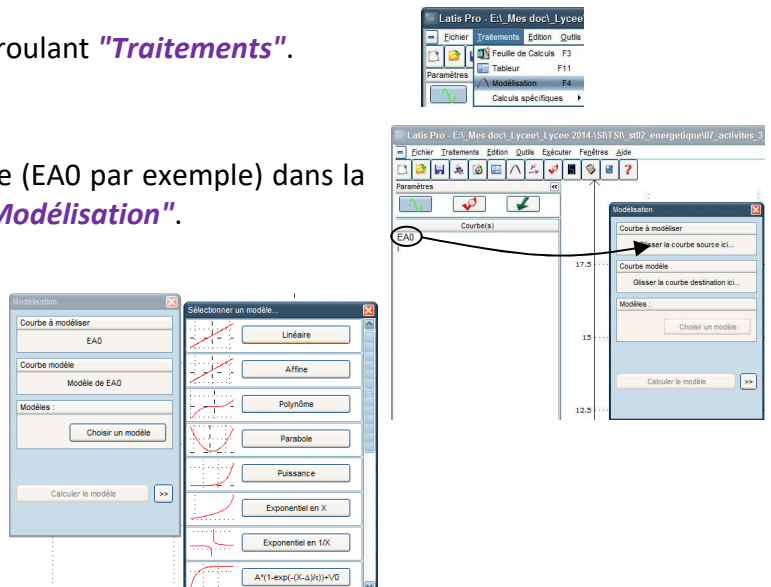 Latis Pro - E:\_Mes doc\_Lycee
Fichier Traitements Edition Outils
Feuille de Calculs F3
Tableur F11
Paramètres
Modélisation F4
Calculs spécifiques
roulant "Traitements".
Latis Pro - E:\_Mes doc\_Lycee\_Lycee 2014-\SI\TSI\_st02_energetique\07_activites_3
Fichier Traitements Edition Outils Exécuter Fenêtres Aide
Paramètres
Courbe(s)
EA0
17.5
15
12.5
Modélisation
Courbe à modéliser
Glisser la courbe source ici...
Courbe modèle
Glisser la courbe destination ici...
Modèles :
Choisir un modèle
Calculer le modèle >>
e (EA0 par exemple) dans la
Modélisation".
Modélisation
Courbe à modéliser
EA0
Courbe modèle
Modèle de EA0
Modèles :
Choisir un modèle
Calculer le modèle >>
Sélectionner un modèle...
Linéaire
Affine
Polynôme
Parabole
Puissance
Exponentiel en X
Exponentiel en 1/X
A*(1-exp(-(X-Δ)/τ))+V0